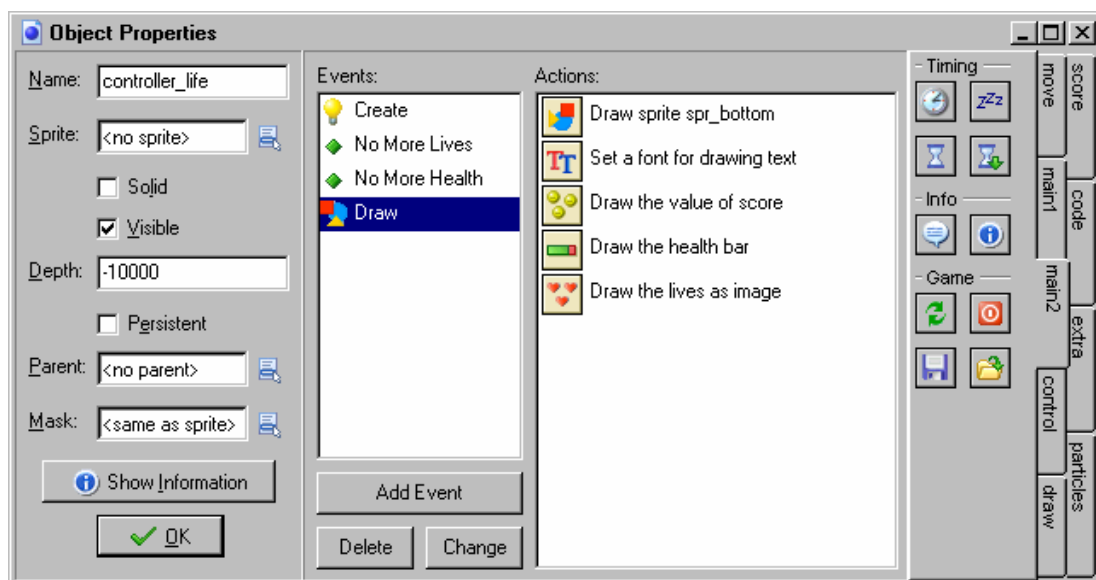 Object Properties
Name: controller_life
Sprite: <no sprite>
Solid
Visible
Depth: -10000
Persistent
Parent: <no parent>
Mask: <same as sprite>
Show Information
OK
Events:
Create
No More Lives
No More Health
Draw
Add Event
Delete Change
Actions:
Draw sprite spr_bottom
Set a font for drawing text
Draw the value of score
Draw the health bar
Draw the lives as image
Timing
zZz
Info
Game
move
main1
main2
control
draw
score
code
extra
particles